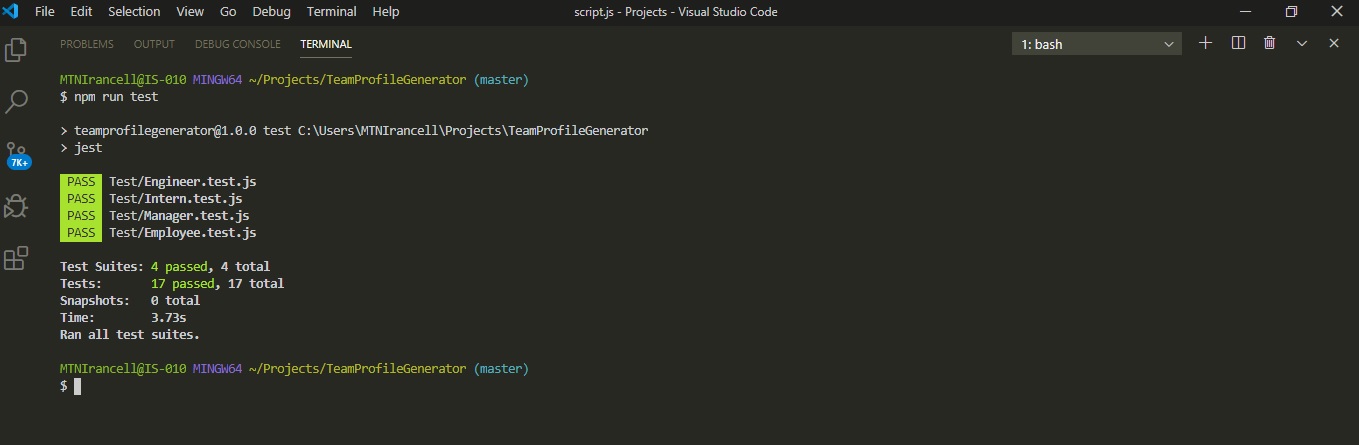 File Edit Selection View Go Debug Terminal Help script.js - Projects - Visual Studio Code
PROBLEMS OUTPUT DEBUG CONSOLE TERMINAL 1: bash
MTNIrancell@IS-010 MINGW64 ~/Projects/TeamProfileGenerator (master)
$ npm run test
> teamprofilegenerator@1.0.0 test C:\Users\MTNIrancell\Projects\TeamProfileGenerator
> jest
7K+
PASS Test/Engineer.test.js
PASS Test/Intern.test.js
PASS Test/Manager.test.js
PASS Test/Employee.test.js
Test Suites: 4 passed, 4 total
Tests: 17 passed, 17 total
Snapshots: 0 total
Time: 3.73s
Ran all test suites.
MTNIrancell@IS-010 MINGW64 ~/Projects/TeamProfileGenerator (master)
$